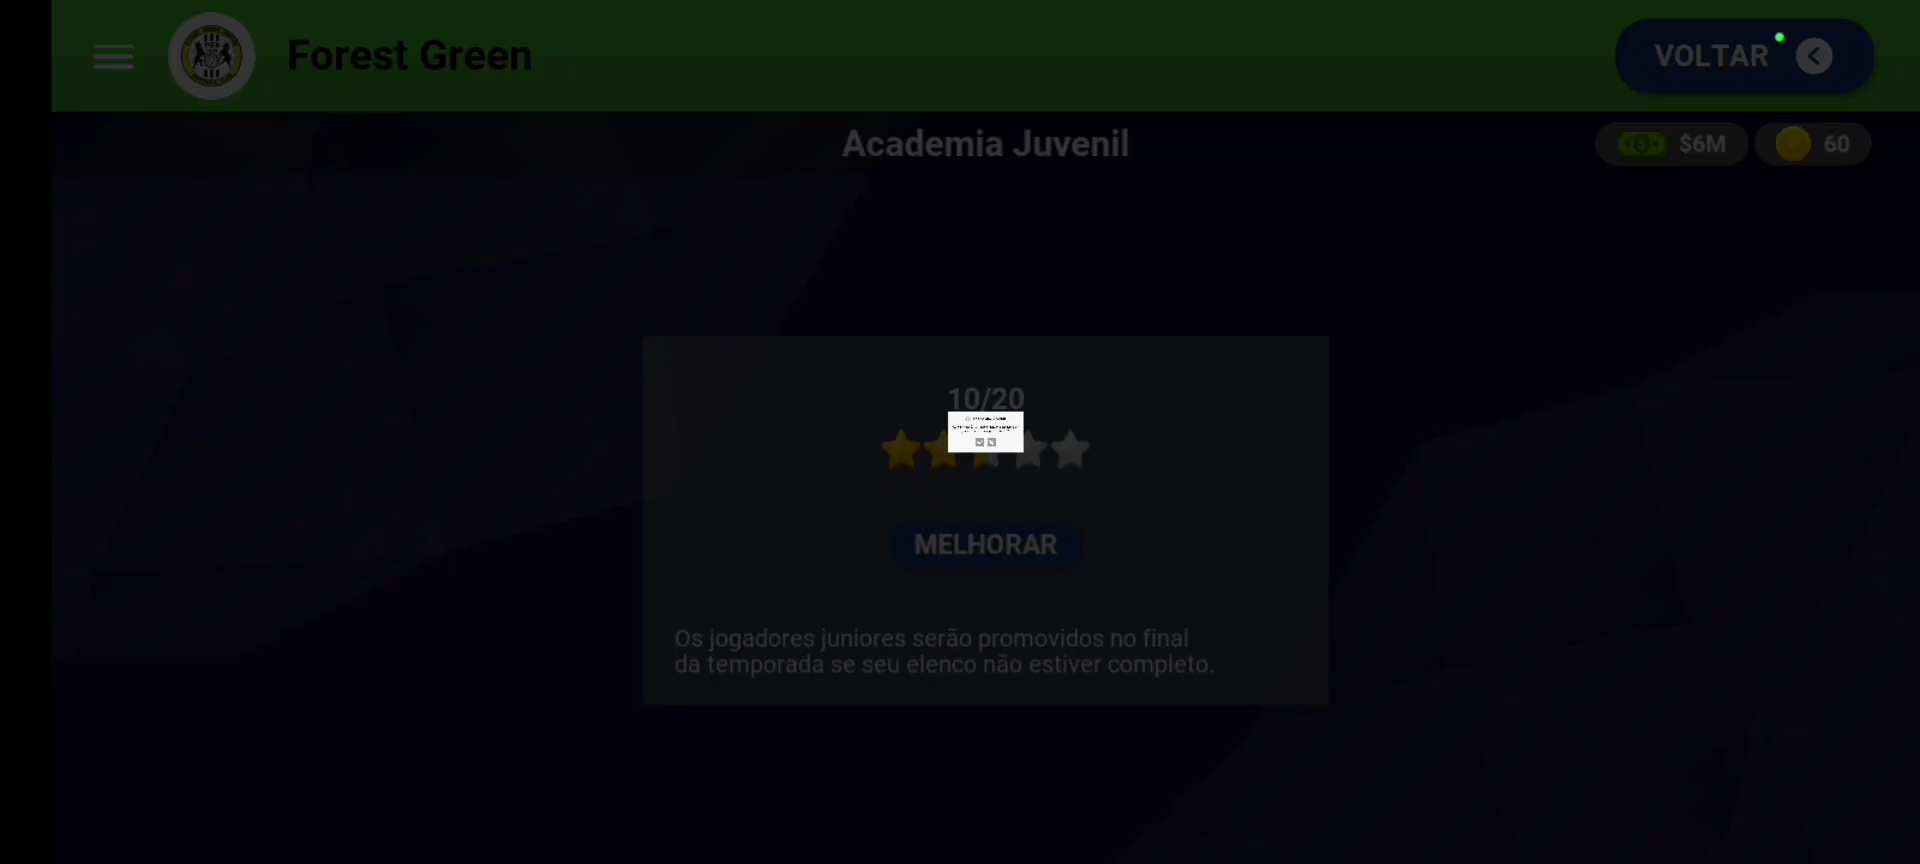 Forest Green
VOLTAR
Academia Juvenil
$6M
60
10/20
MELHORAR
Os jogadores juniores serão promovidos no final
da temporada se seu elenco não estiver completo.